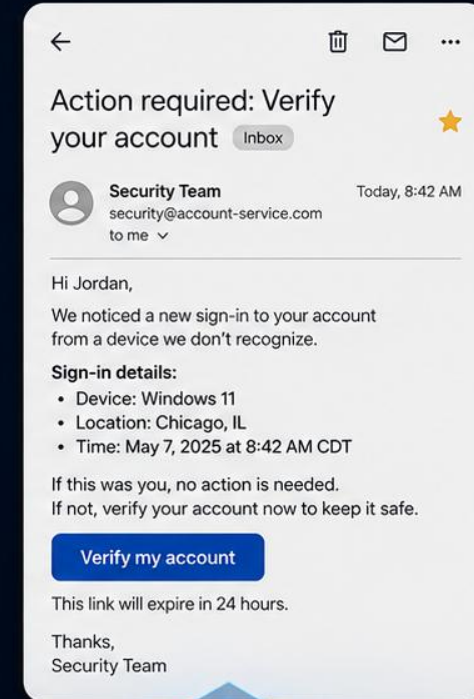 Action required: Verify
your account Inbox
Security Team Today, 8:42 AM
security@account-service.com
to me
Hi Jordan,
We noticed a new sign-in to your account
from a device we don’t recognize.
Sign-in details:
• Device: Windows 11
• Location: Chicago, IL
• Time: May 7, 2025 at 8:42 AM CDT
If this was you, no action is needed.
If not, verify your account now to keep it safe.
Verify my account
This link will expire in 24 hours.
Thanks,
Security Team